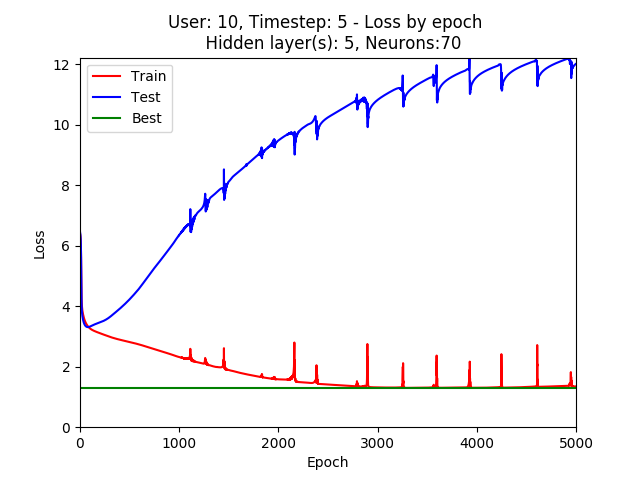 User: 10, Timestep: 5 - Loss by epoch
Hidden layer(s): 5, Neurons:70
Train
Test
Best
12
10
8
6
4
2
0
Loss
0 1000 2000 3000 4000 5000
Epoch